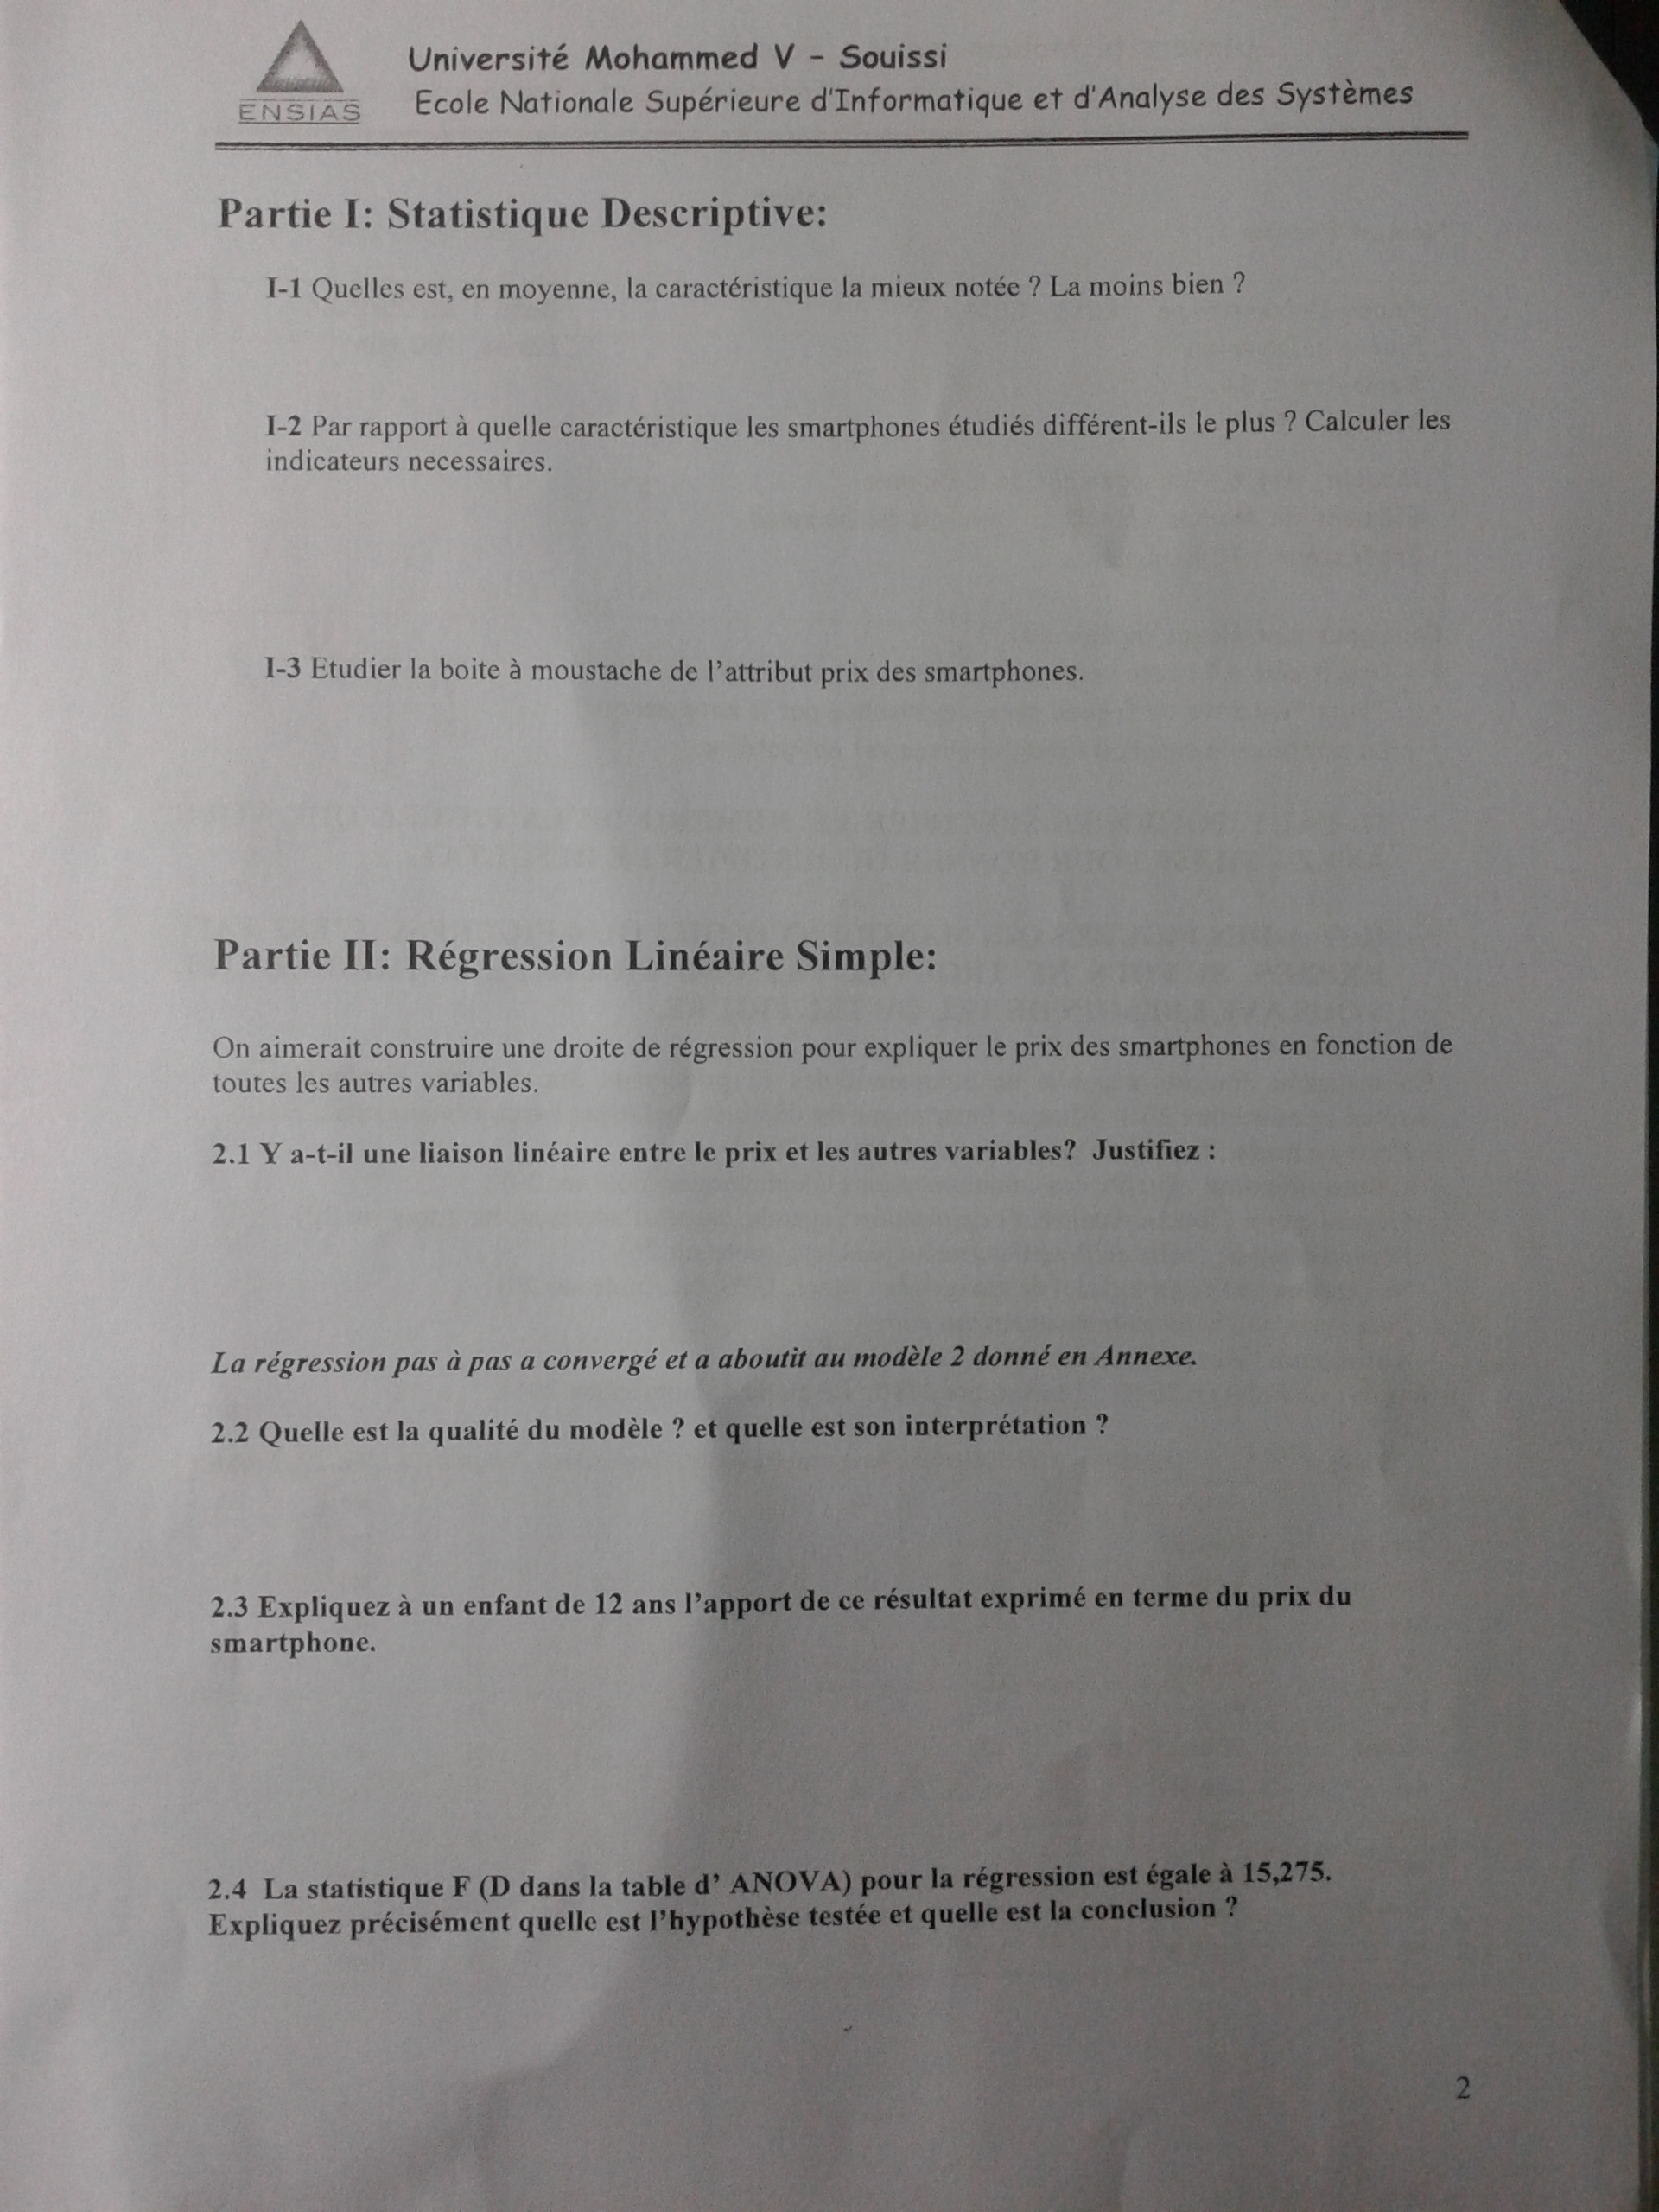 Université Mohammed V - Souissi
ENSIAS
Ecole Nationale Supérieure d'Informatique et d'Analyse des Systèmes
Partie I: Statistique Descriptive:
I-1 Quelles est, en moyenne, la caractéristique la mieux notée ? La moins bien ?
I-2 Par rapport à quelle caractéristique les smartphones étudiés différent-ils le plus ? Calculer les
indicateurs necessaires.
I-3 Etudier la boite à moustache de l'attribut prix des smartphones.
Partie II: Régression Linéaire Simple:
On aimerait construire une droite de régression pour expliquer le prix des smartphones en fonction de
toutes les autres variables.
2.1 Y a-t-il une liaison linéaire entre le prix et les autres variables? Justifiez :
La régression pas à pas a convergé et a aboutit au modèle 2 donné en Annexe.
2.2 Quelle est la qualité du modèle ? et quelle est son interprétation ?
2.3 Expliquez à un enfant de 12 ans l'apport de ce résultat exprimé en terme du prix du
smartphone.
2.4 La statistique F (D dans la table d' ANOVA) pour la régression est égale à 15,275.
Expliquez précisément quelle est l'hypothèse testée et quelle est la conclusion ?
2